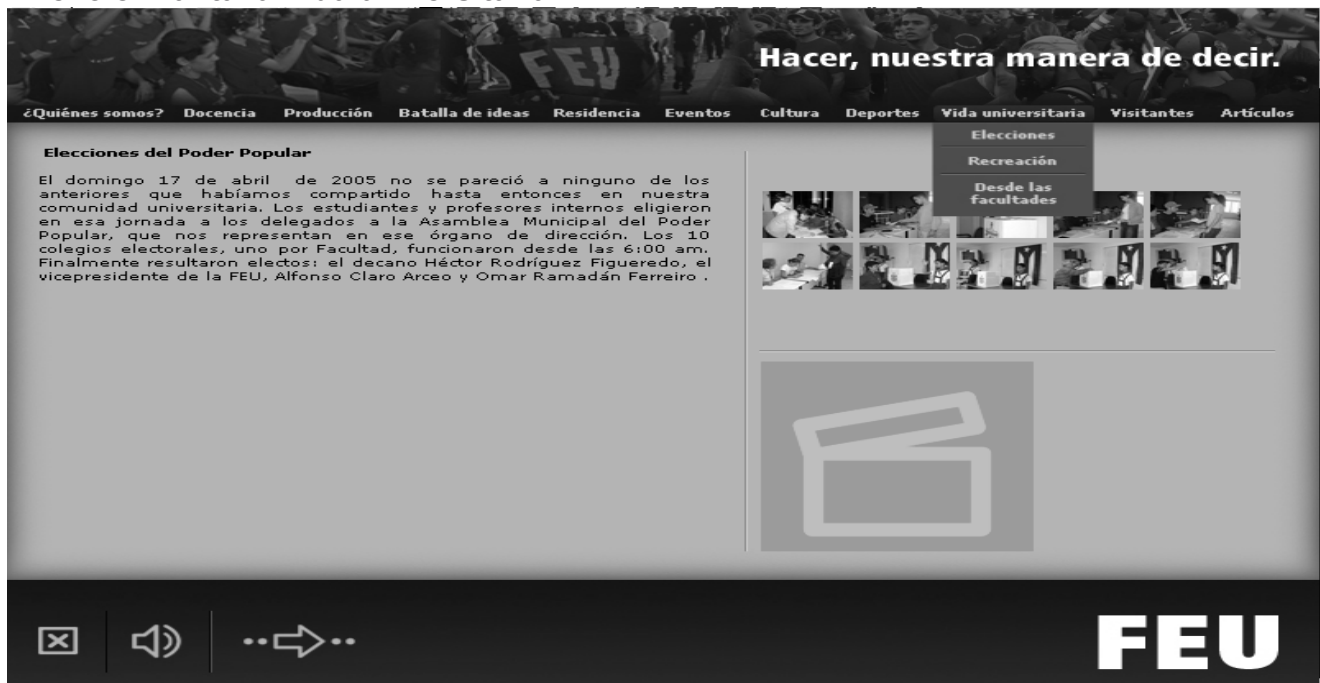 FEU
Hacer, nuestra manera de decir.
¿Quiénes somos? Docencia Producción Batalla de ideas Residencia Eventos Cultura Deportes Vida universitaria Visitantes Artículos
Elecciones
Recreación
Desde las
facultades
Elecciones del Poder Popular
El domingo 17 de abril de 2005 no se pareció a ninguno de los
anteriores que habíamos compartido hasta entonces en nuestra
comunidad universitaria. Los estudiantes y profesores internos eligieron
en esa jornada a los delegados a la Asamblea Municipal del Poder
Popular, que nos representan en ese órgano de dirección. Los 10
colegios electorales, uno por Facultad, funcionaron desde las 6:00 am.
Finalmente resultaron electos: el decano Héctor Rodríguez Figueredo, el
vicepresidente de la FEU, Alfonso Claro Arceo y Omar Ramadán Ferreiro .
FEU